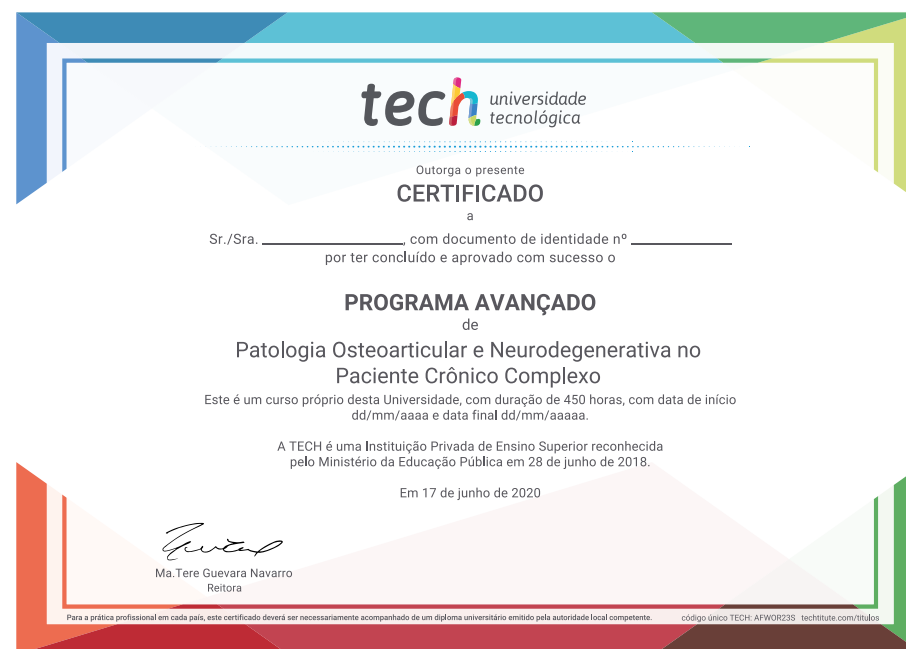 tech universidade
tecnológica
Outorga o presente
CERTIFICADO
a
Sr./Sra. ____________________, com documento de identidade nº ______________
por ter concluído e aprovado com sucesso o
PROGRAMA AVANÇADO
de
Patologia Osteoarticular e Neurodegenerativa no
Paciente Crônico Complexo
Este é um curso próprio desta Universidade, com duração de 450 horas, com data de início
dd/mm/aaaa e data final dd/mm/aaaaa.
A TECH é uma Instituição Privada de Ensino Superior reconhecida
pelo Ministério da Educação Pública em 28 de junho de 2018.
Em 17 de junho de 2020
Ma.Tere Guevara Navarro
Reitora
Para a prática profissional em cada país, este certificado deverá ser necessariamente acompanhado de um diploma universitário emitido pela autoridade local competente. código único TECH: AFWOR23S techtitute.com/titulos